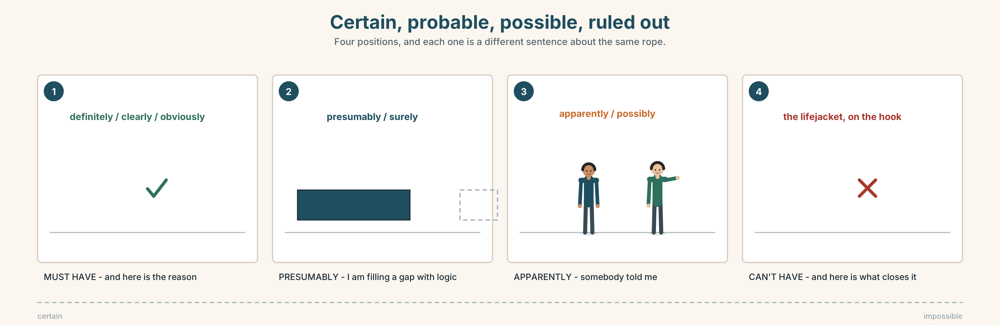 Certain, probable, possible, ruled out
Four positions, and each one is a different sentence about the same rope.
1
definitely / clearly / obviously
MUST HAVE - and here is the reason
2
presumably / surely
PRESUMABLY - I am filling a gap with logic
3
apparently / possibly
APPARENTLY - somebody told me
4
the lifejacket, on the hook
CAN'T HAVE - and here is what closes it
certain
impossible